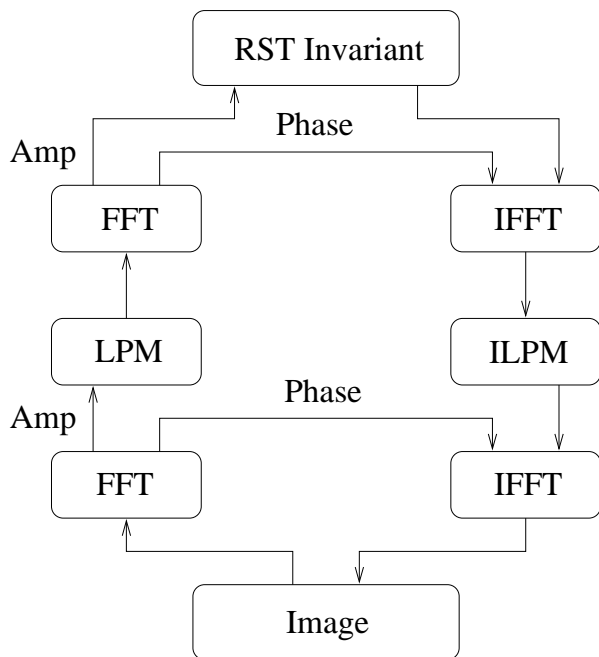 RST Invariant
Phase
Amp
FFT
IFFT
LPM
ILPM
Phase
Amp
FFT
IFFT
Image